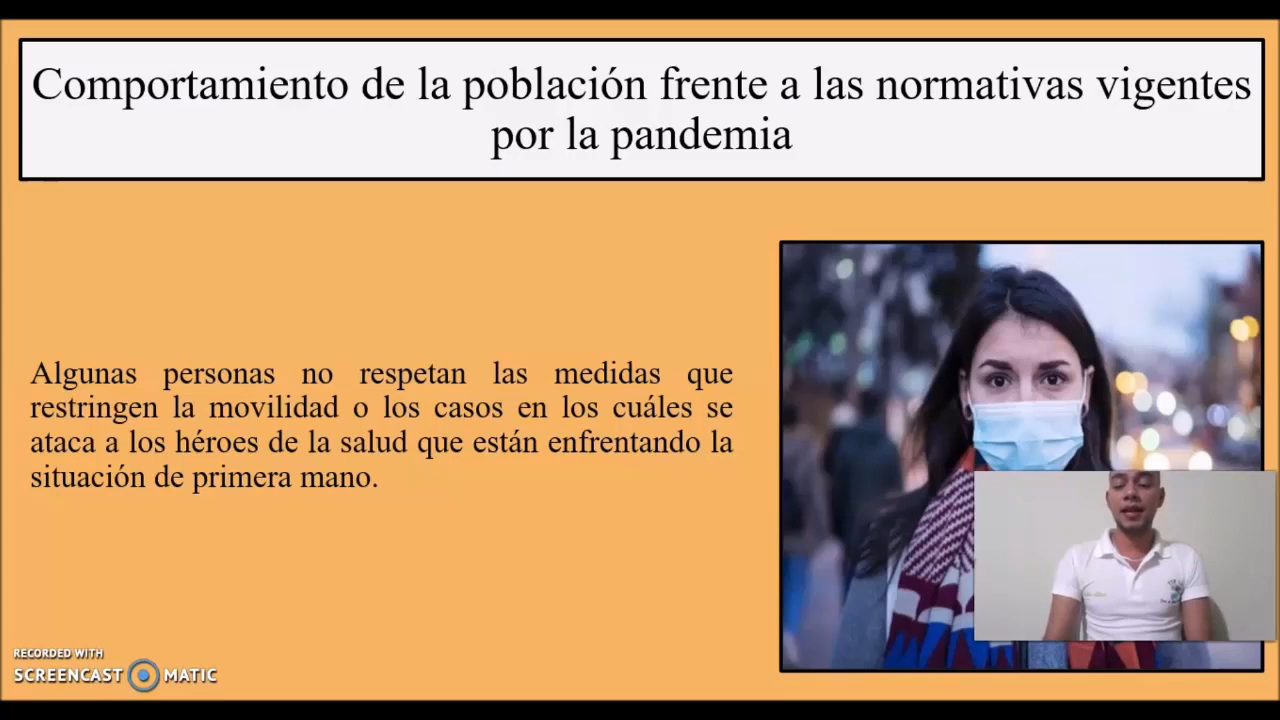 Comportamiento de la población frente a las normativas vigentes
por la pandemia
Algunas personas no respetan las medidas que
restringen la movilidad o los casos en los cuáles se
ataca a los héroes de la salud que están enfrentando la
situación de primera mano.
RECORDED WITH
SCREENCAST MATIC